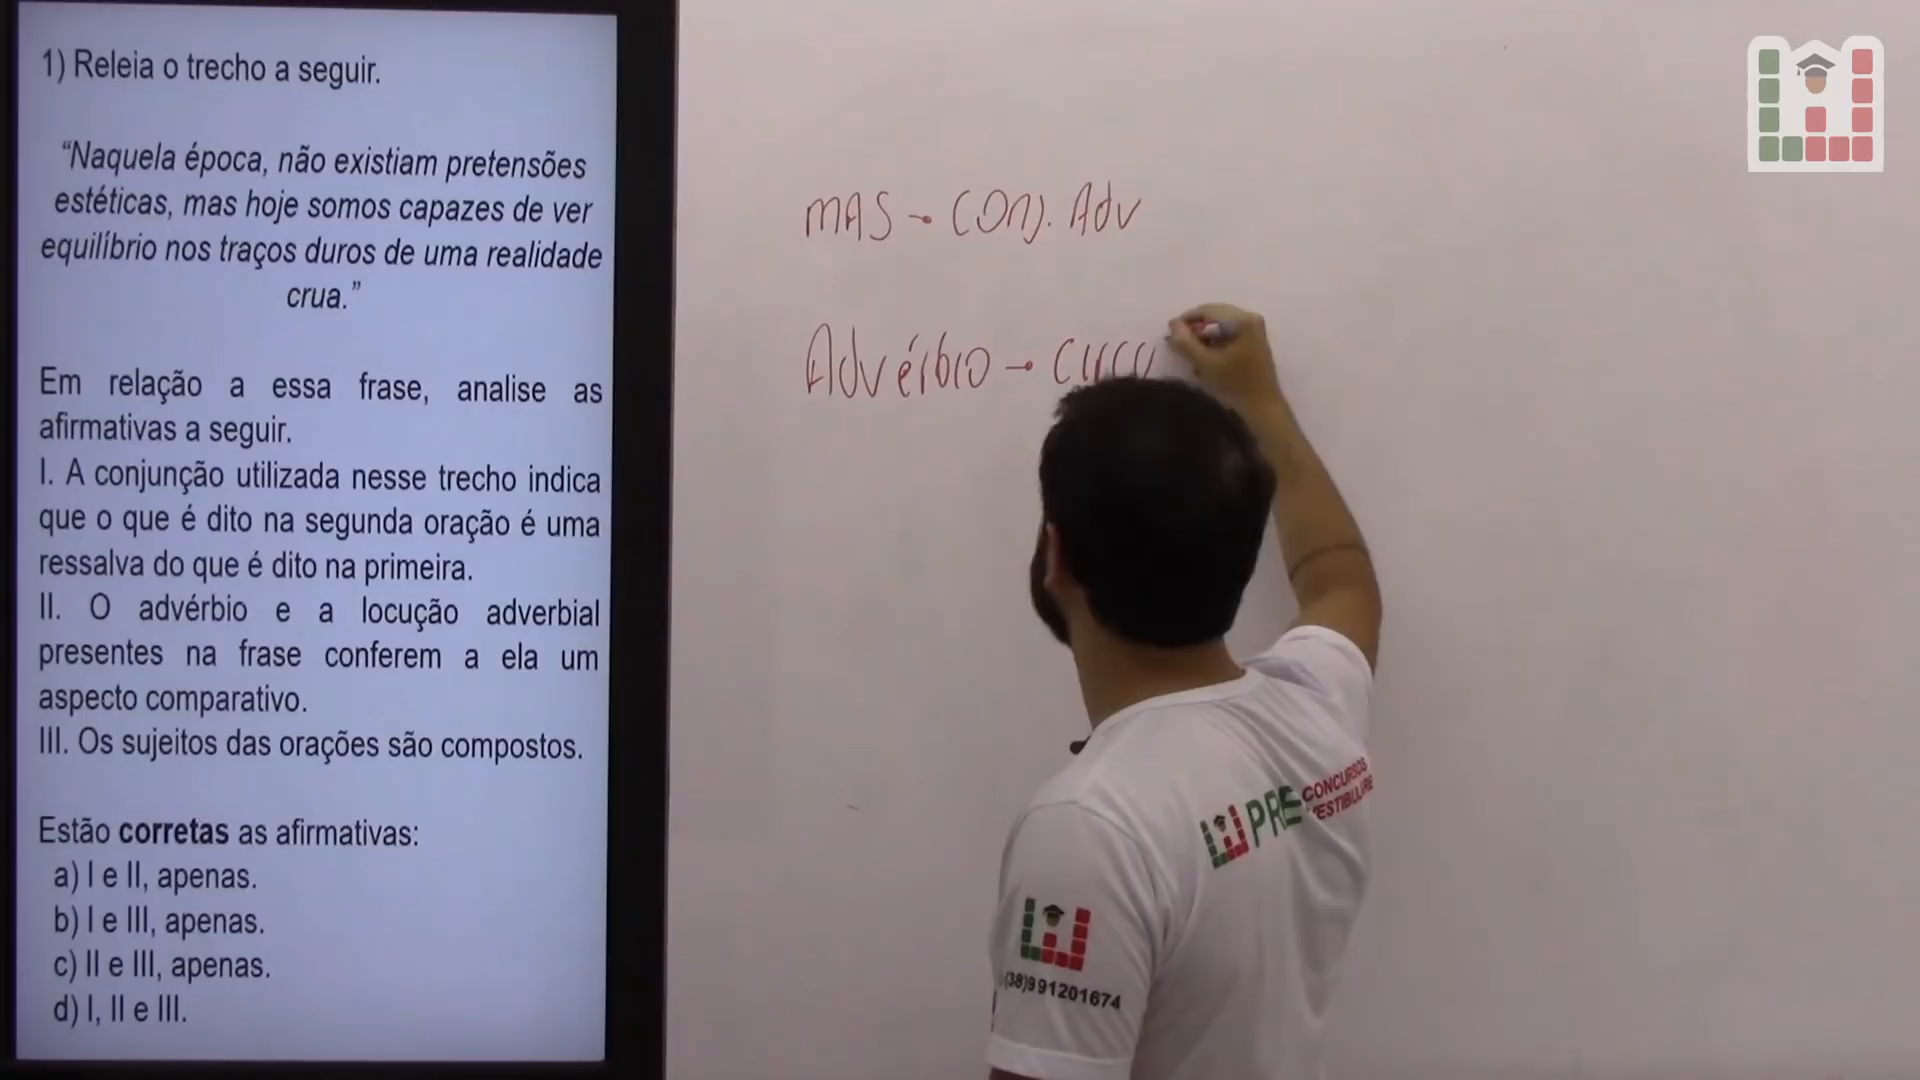 1) Releia o trecho a seguir.
“Naquela época, não existiam pretensões
estéticas, mas hoje somos capazes de ver
equilíbrio nos traços duros de uma realidade
crua.”
Em relação a essa frase, analise as
afirmativas a seguir.
I. A conjunção utilizada nesse trecho indica
que o que é dito na segunda oração é uma
ressalva do que é dito na primeira.
II. O advérbio e a locução adverbial
presentes na frase conferem a ela um
aspecto comparativo.
III. Os sujeitos das orações são compostos.
Estão corretas as afirmativas:
a) I e II, apenas.
b) I e III, apenas.
c) II e III, apenas.
d) I, II e III.
MAS → CONJ. Adv
Advérbio → Circu
PRE
CONCURSOS
(38)991201674